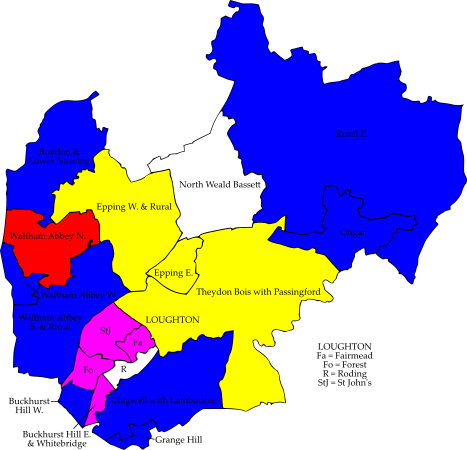 Rural E.
Roydon &
Lower Nazeing
North Weald Bassett
Epping W. & Rural
Ongar
Waltham Abbey N.
Epping E.
Theydon Bois with Passingford
Waltham Abbey W.
Waltham Abbey
S. & Rural
LOUGHTON
StJ
Fa
Fo
R
LOUGHTON
Fa = Fairmead
Fo = Forest
R = Roding
StJ = St John's
Buckhurst
Hill W.
Chigwell with Lambourne
Buckhurst Hill E.
& Whitebridge
Grange Hill